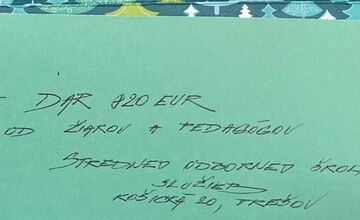 - DAR 820 EUR
OD ŽIAKOV A PEDAGÓGOV
STREDNEJ ODBORNEJ ŠKOL
SLUŽIEB
KOŠICKÁ 20, PREŠOV